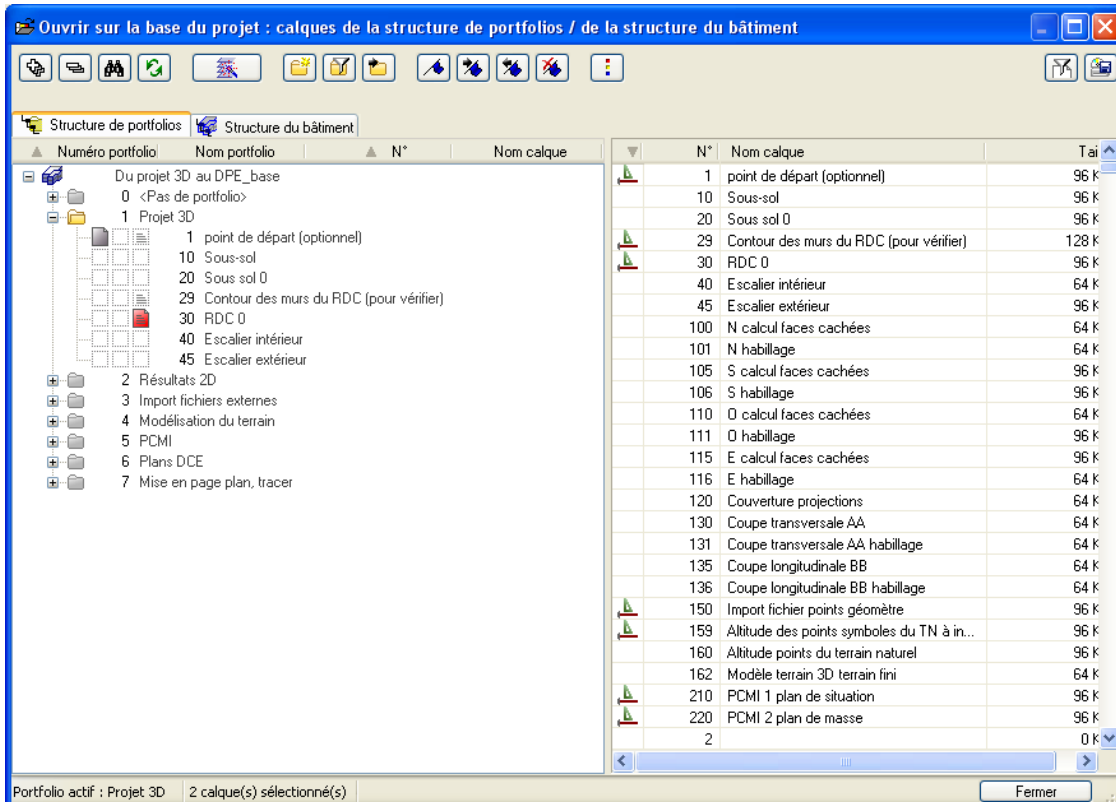 Ouvrir sur la base du projet : calques de la structure de portfolios / de la structure du bâtiment
Structure de portfolios
Structure du bâtiment
Numéro portfolio Nom portfolio N° Nom calque
Du projet 3D au DPE_base
0 <Pas de portfolio>
1 Projet 3D
1 point de départ (optionnel)
10 Sous-sol
20 Sous sol 0
29 Contour des murs du RDC (pour vérifier)
30 RDC 0
40 Escalier intérieur
45 Escalier extérieur
2 Résultats 2D
3 Import fichiers externes
4 Modélisation du terrain
5 PCMI
6 Plans DCE
7 Mise en page plan, tracer
N° Nom calque Tai
1 point de départ (optionnel) 96 K
10 Sous-sol 96 K
20 Sous sol 0 96 K
29 Contour des murs du RDC (pour vérifier) 128 K
30 RDC 0 96 K
40 Escalier intérieur 64 K
45 Escalier extérieur 96 K
100 N calcul faces cachées 64 K
101 N habillage 64 K
105 S calcul faces cachées 96 K
106 S habillage 96 K
110 O calcul faces cachées 64 K
111 O habillage 96 K
115 E calcul faces cachées 96 K
116 E habillage 64 K
120 Couverture projections 64 K
130 Coupe transversale AA 64 K
131 Coupe transversale AA habillage 64 K
135 Coupe longitudinale BB 64 K
136 Coupe longitudinale BB habillage 64 K
150 Import fichier points géomètre 96 K
159 Altitude des points symboles du TN à in... 96 K
160 Altitude points du terrain naturel 96 K
162 Modèle terrain 3D terrain fini 64 K
210 PCMI 1 plan de situation 96 K
220 PCMI 2 plan de masse 96 K
2 0 K
Portfolio actif : Projet 3D 2 calque(s) sélectionné(s) Fermer